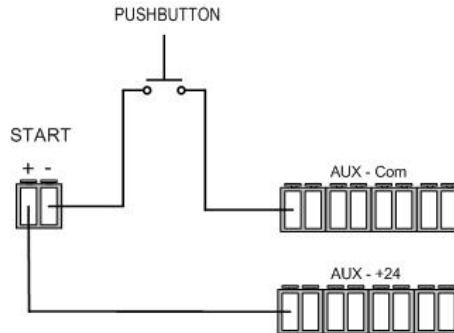 PUSHBUTTON
START
+ -
AUX - Com
AUX - +24